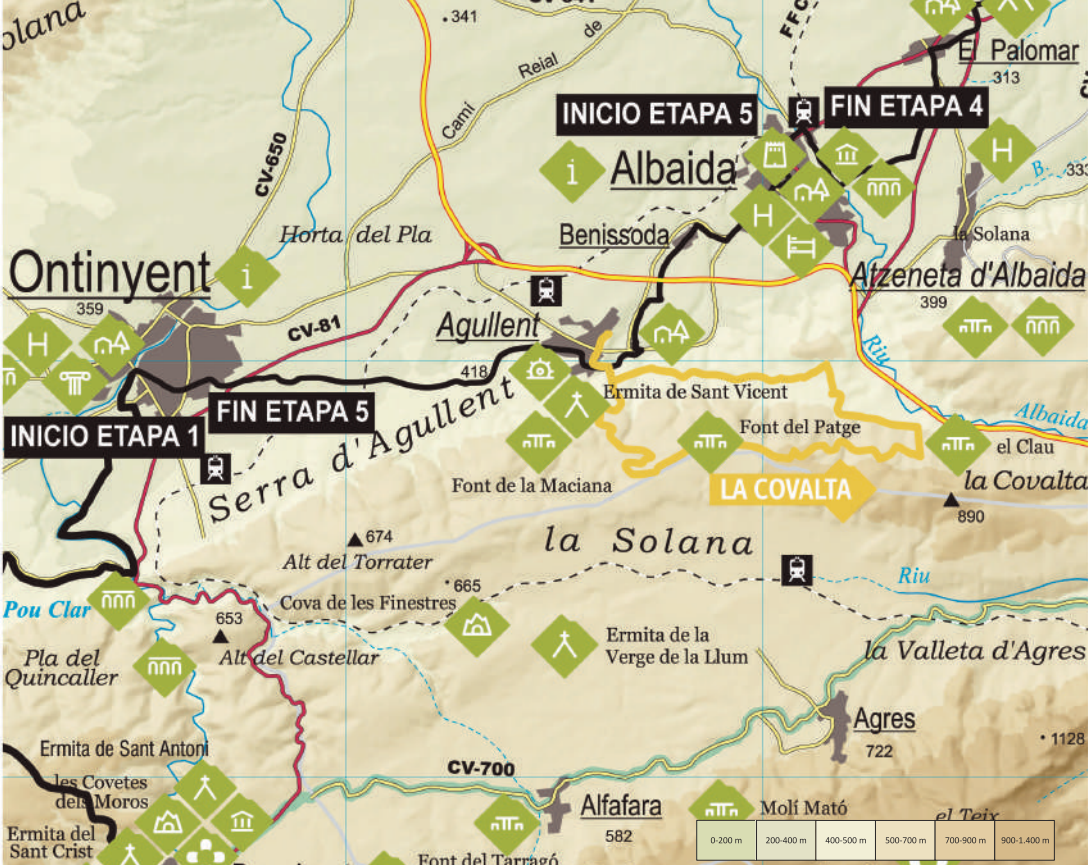 341
de
Reial
Camí
El Palomar
313
INICIO ETAPA 5
FIN ETAPA 4
CV-650
i
Albaida
H
B.
333
Horta del Pla
H
Benissoda
la Solana
Ontinyent
i
Atzeneta d'Albaida
359
399
CV-81
Agullent
H
Riu
418
Ermita de Sant Vicent
FIN ETAPA 5
Albaida
INICIO ETAPA 1
Font del Patge
el Clau
Serra d'Agullent
Font de la Maciana
LA COVALTA
la Covalta
890
674
la Solana
Alt del Torrater
665
Riu
Cova de les Finestres
Pou Clar
653
Ermita de la
Verge de la Llum
Alt del Castellar
la Valleta d'Agres
Pla del
Quincaller
Agres
722
1128
Ermita de Sant Antoni
CV-700
les Covetes
dels Moros
Alfafara
582
Molí Mató
el Teix
Ermita del
Sant Crist
Font del Tarragó
0-200 m
200-400 m
400-500 m
500-700 m
700-900 m
900-1.400 m